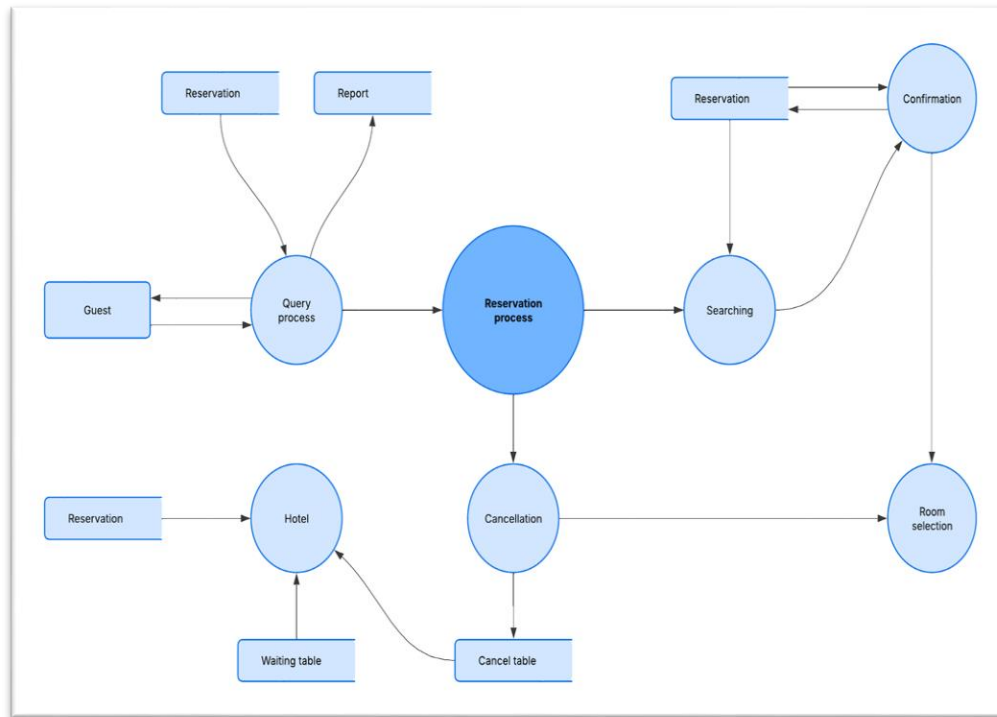 Reservation
Report
Reservation
Confirmation
Guest
Query
process
Reservation
process
Searching
Reservation
Hotel
Cancellation
Room
selection
Waiting table
Cancel table